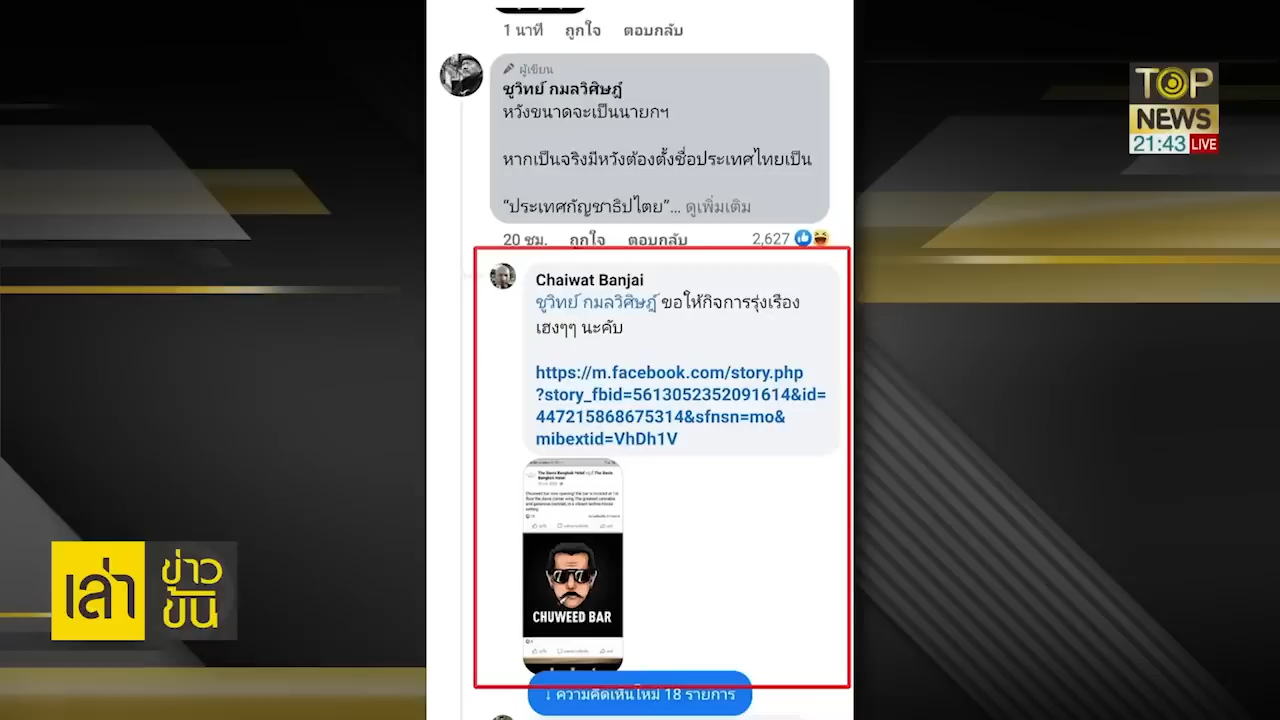 1 นาที ถูกใจ ตอบกลับ
ผู้เขียน
ชูวิทย์ กมลวิศิษฎ์
หวังขนาดจะเป็นนายกฯ
หากเป็นจริงมีหวังต้องตั้งชื่อประเทศไทยเป็น
“ประเทศกัญชาธิปไตย”... ดูเพิ่มเติม
20 ชม. ถูกใจ ตอบกลับ 2,627
Chaiwat Banjai
ชูวิทย์ กมลวิศิษฎ์ ขอให้กิจการรุ่งเรือง
เฮงๆๆ นะคับ
https://m.facebook.com/story.php
?story_fbid=5613052352091614&id=
447215868675314&sfnsn=mo&
mibextid=VhDh1V
CHUWEED BAR
↓ ความคิดเห็นใหม่ 18 รายการ
TOP
NEWS
21:43 LIVE
เล่า
ข่าว
ข้น